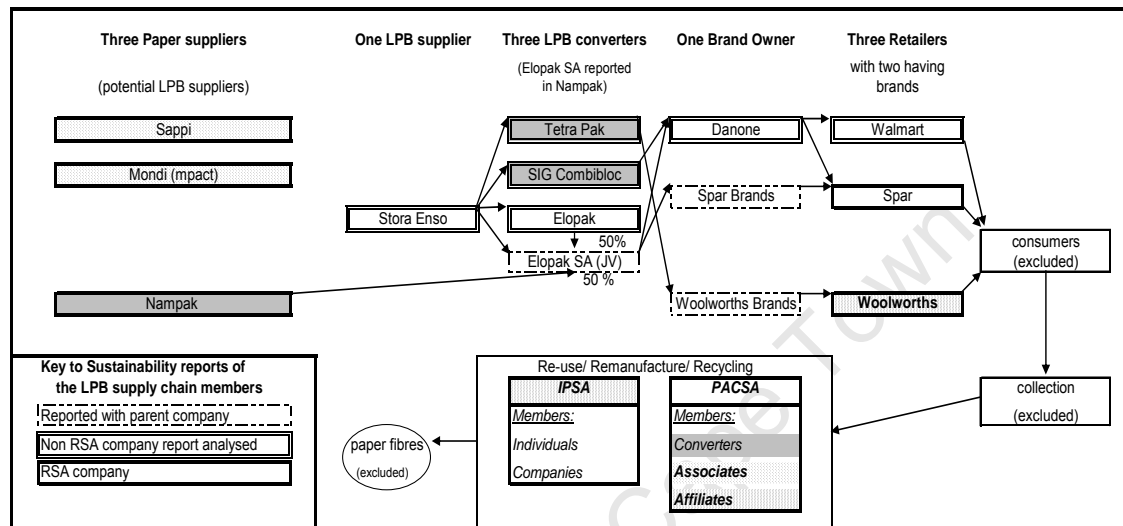 Three Paper suppliers
(potential LPB suppliers)
Sappi
Mondi (mpact)
Nampak
One LPB supplier
Stora Enso
Three LPB converters
(Elopak SA reported
in Nampak)
Tetra Pak
SIG Combibloc
Elopak
50%
Elopak SA (JV)
50 %
One Brand Owner
Danone
Spar Brands
Woolworths Brands
Three Retailers
with two having
brands
Walmart
Spar
Woolworths
consumers
(excluded)
collection
(excluded)
Key to Sustainability reports of
the LPB supply chain members
Reported with parent company
Non RSA company report analysed
RSA company
paper fibres
(excluded)
Re-use/ Remanufacture/ Recycling
IPSA
Members:
Individuals
Companies
PACSA
Members:
Converters
Associates
Affiliates
Cape Town